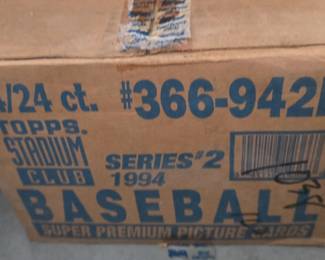 /24 ct. #366-942
TOPPS.
STADIUM
CLUB
SERIES #2
1994
BASEBALL
SUPER PREMIUM PICTURE CARDS